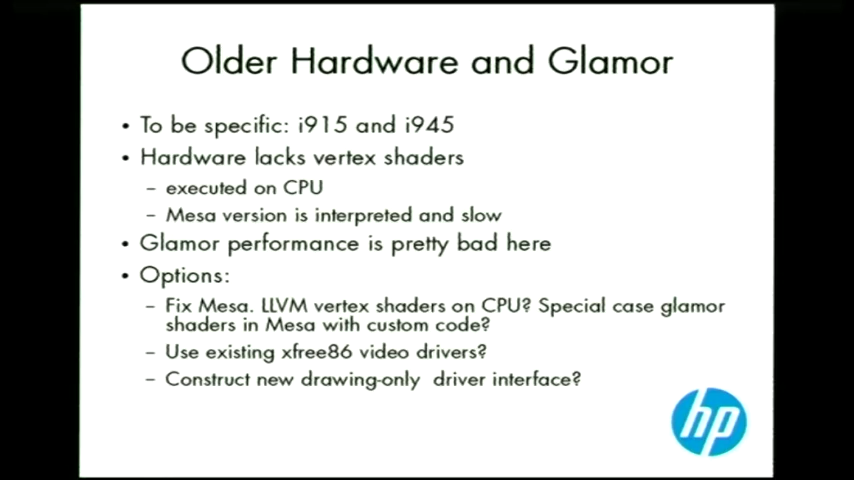 Older Hardware and Glamor
• To be specific: i915 and i945
• Hardware lacks vertex shaders
– executed on CPU
– Mesa version is interpreted and slow
• Glamor performance is pretty bad here
• Options:
– Fix Mesa. LLVM vertex shaders on CPU? Special case glamor
shaders in Mesa with custom code?
– Use existing xfree86 video drivers?
– Construct new drawing-only driver interface?
hp